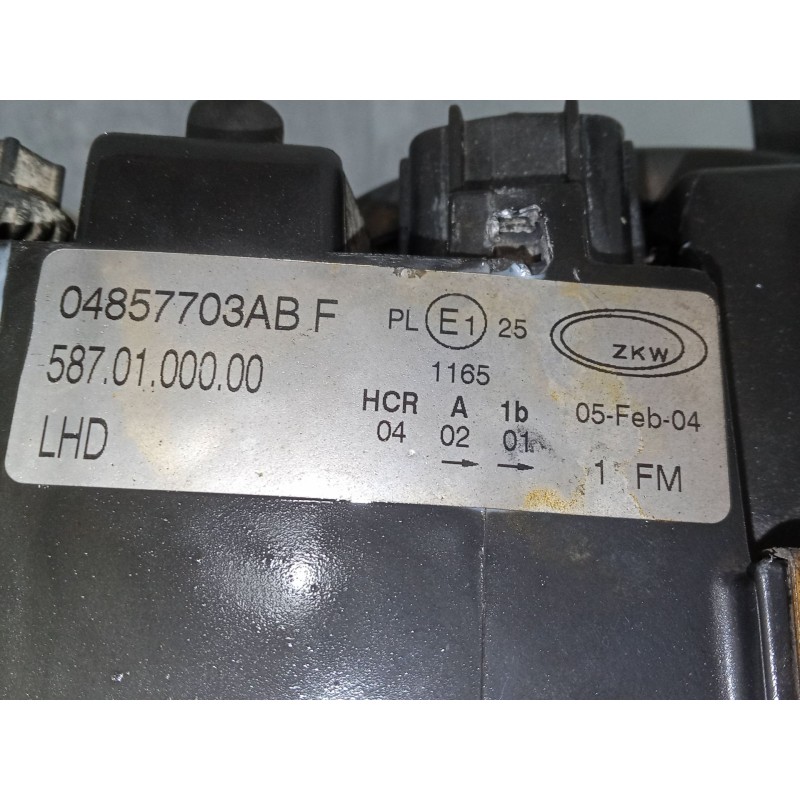 04857703AB F
587.01.000.00
LHD
PL E1 25
1165
HCR A 1b
04 02 01
→ →
ZKW
05-Feb-04
1 FM